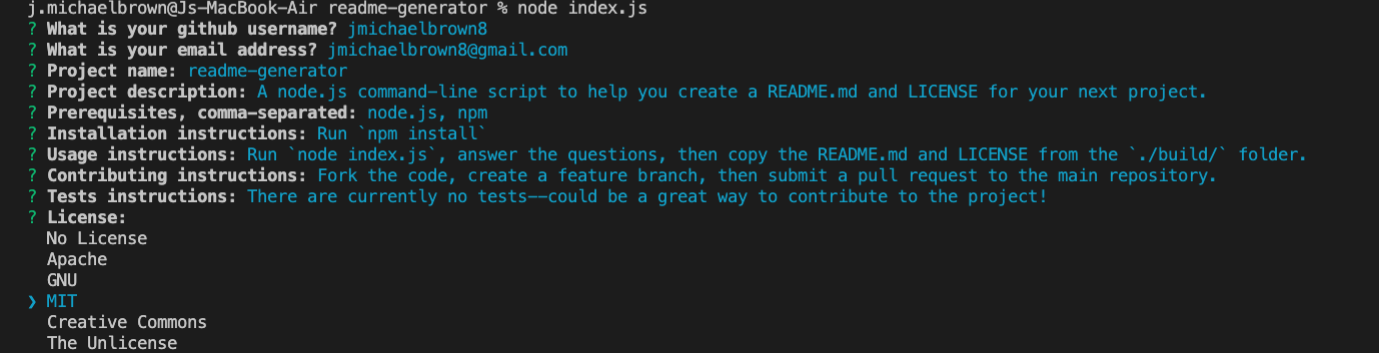 j.michaelbrown@Js-MacBook-Air readme-generator % node index.js
? What is your github username? jmichaelbrown8
? What is your email address? jmichaelbrown8@gmail.com
? Project name: readme-generator
? Project description: A node.js command-line script to help you create a README.md and LICENSE for your next project.
? Prerequisites, comma-separated: node.js, npm
? Installation instructions: Run `npm install`
? Usage instructions: Run `node index.js`, answer the questions, then copy the README.md and LICENSE from the `./build/` folder.
? Contributing instructions: Fork the code, create a feature branch, then submit a pull request to the main repository.
? Tests instructions: There are currently no tests––could be a great way to contribute to the project!
? License:
No License
Apache
GNU
❯ MIT
Creative Commons
The Unlicense